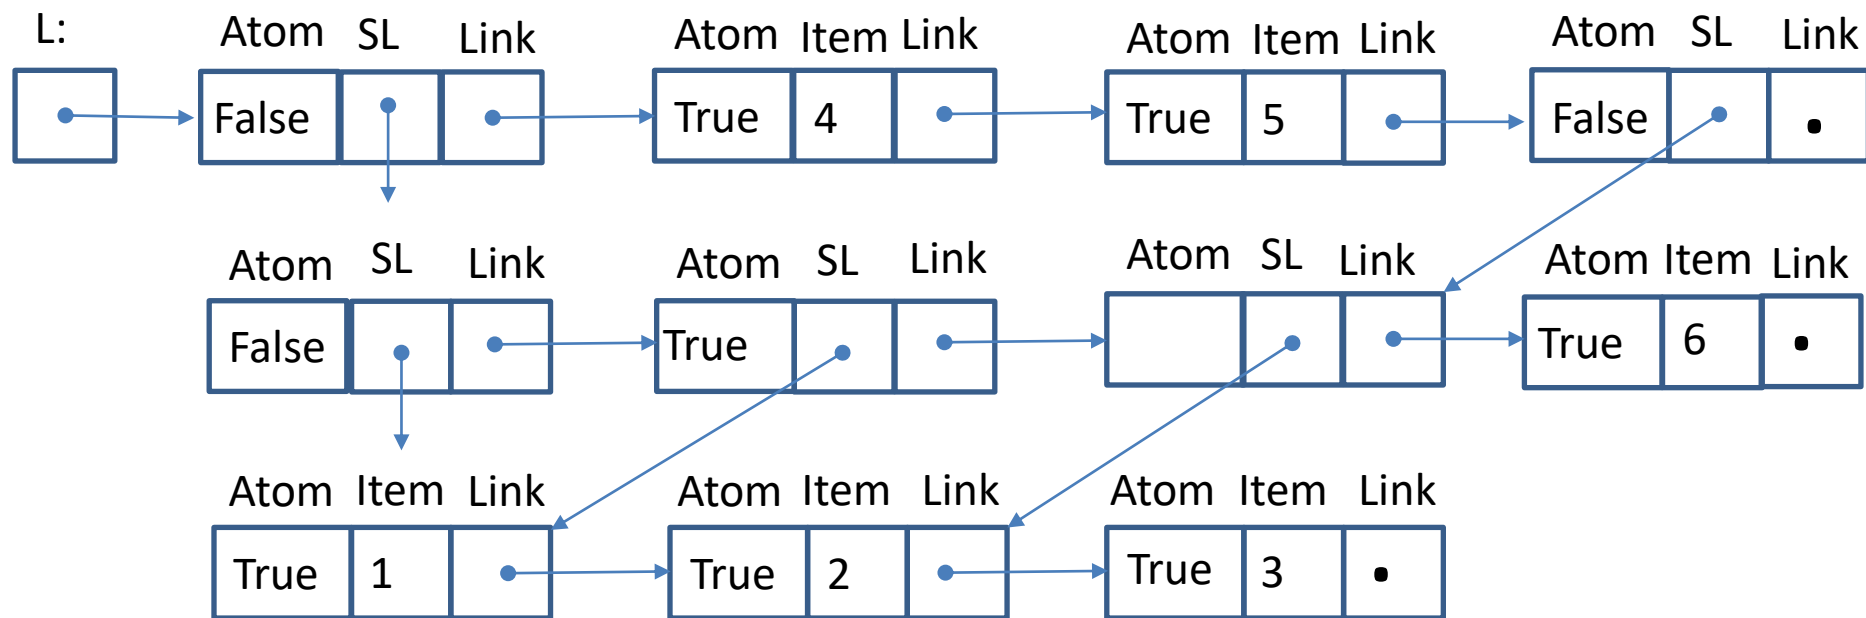 L: Atom SL Link Atom Item Link Atom Item Link Atom SL Link
False True 4 True 5 False
Atom SL Link Atom SL Link Atom SL Link Atom Item Link
False True True 6
Atom Item Link Atom Item Link Atom Item Link
True 1 True 2 True 3